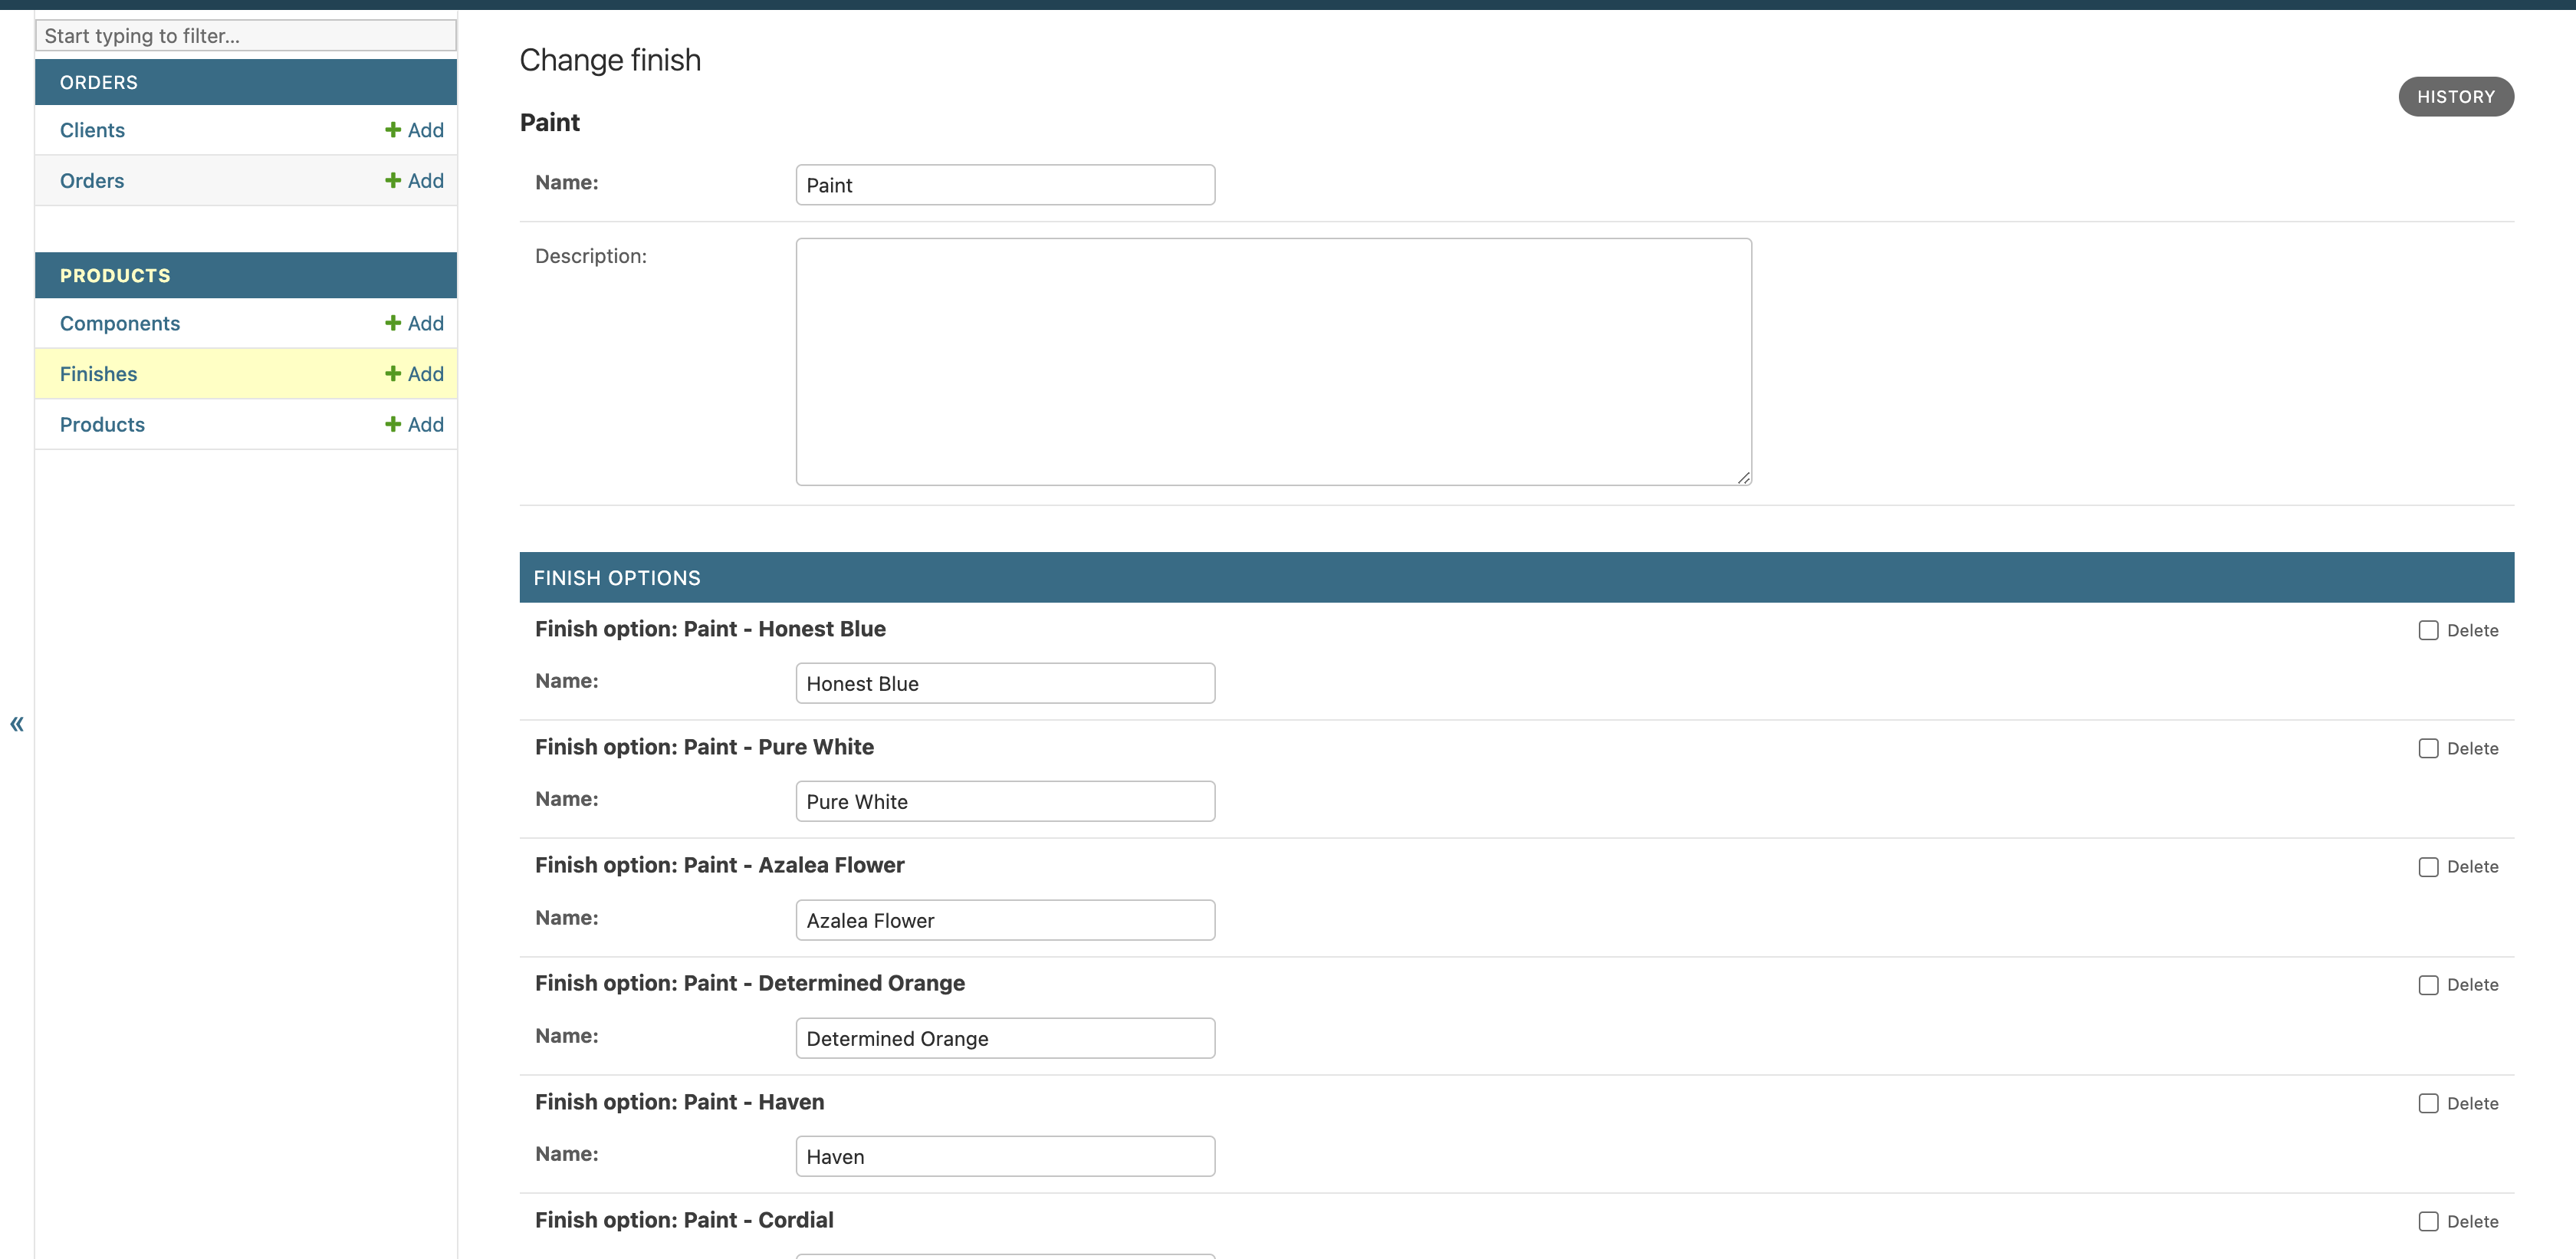 Start typing to filter...
ORDERS
Clients
Add
Orders
Add
PRODUCTS
Components
Add
Finishes
Add
Products
Add
«
Change finish
HISTORY
Paint
Name:
Paint
Description:
FINISH OPTIONS
Finish option: Paint - Honest Blue
Delete
Name:
Honest Blue
Finish option: Paint - Pure White
Delete
Name:
Pure White
Finish option: Paint - Azalea Flower
Delete
Name:
Azalea Flower
Finish option: Paint - Determined Orange
Delete
Name:
Determined Orange
Finish option: Paint - Haven
Delete
Name:
Haven
Finish option: Paint - Cordial
Delete